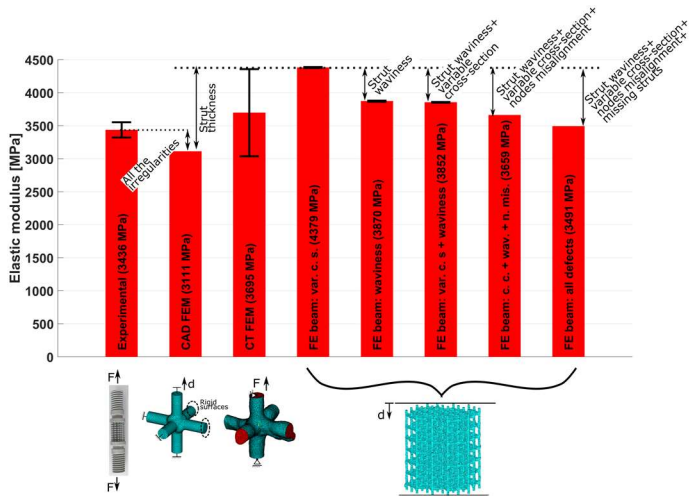 Strut waviness+
variable cross-section+
nodes misalignment
Strut waviness+
variable cross-section+
nodes misalignment+
missing struts
Strut waviness+
variable
cross-section
Strut
waviness
Strut
thickness
All the
irregularities
Elastic modulus [MPa]
4500
4000
3500
3000
2500
2000
1500
1000
500
0
Experimental (3436 MPa)
CAD FEM (3111 MPa)
CT FEM (3695 MPa)
FE beam: var. c. s. (4379 MPa)
FE beam: waviness (3870 MPa)
FE beam: var. c. s + waviness (3852 MPa)
FE beam: c. c. + wav. + n. mis. (3659 MPa)
FE beam: all defects (3491 MPa)
F
F
d
Rigid
surfaces
F
d